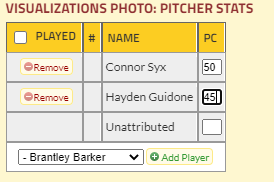 VISUALIZATIONS PHOTO: PITCHER STATS
PLAYED # NAME PC
Remove Connor Syx 50
Remove Hayden Guidone 45
Unattributed
- Brantley Barker Add Player